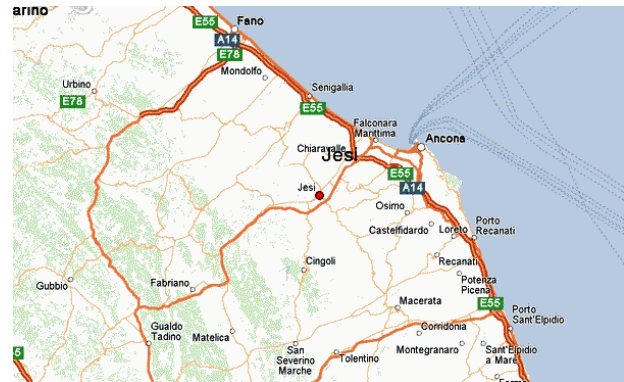 arino
E55
Fano
A14
E78
Mondolfo
Urbino
E78
Senigallia
E55
Falconara
Marittima
Ancona
Chiaravalle
Jesi
E55
A14
Jesi
Osimo
Castelfidardo
Porto
Recanati
Loreto
Cingoli
Recanati
Gubbio
Fabriano
Potenza
Picena
Macerata
E55
Porto
Sant'Elpidio
Gualdo
Tadino
Matelica
Corridonia
San
Severino
Marche
Tolentino
Montegranaro
Sant'Elpidio
a Mare
5